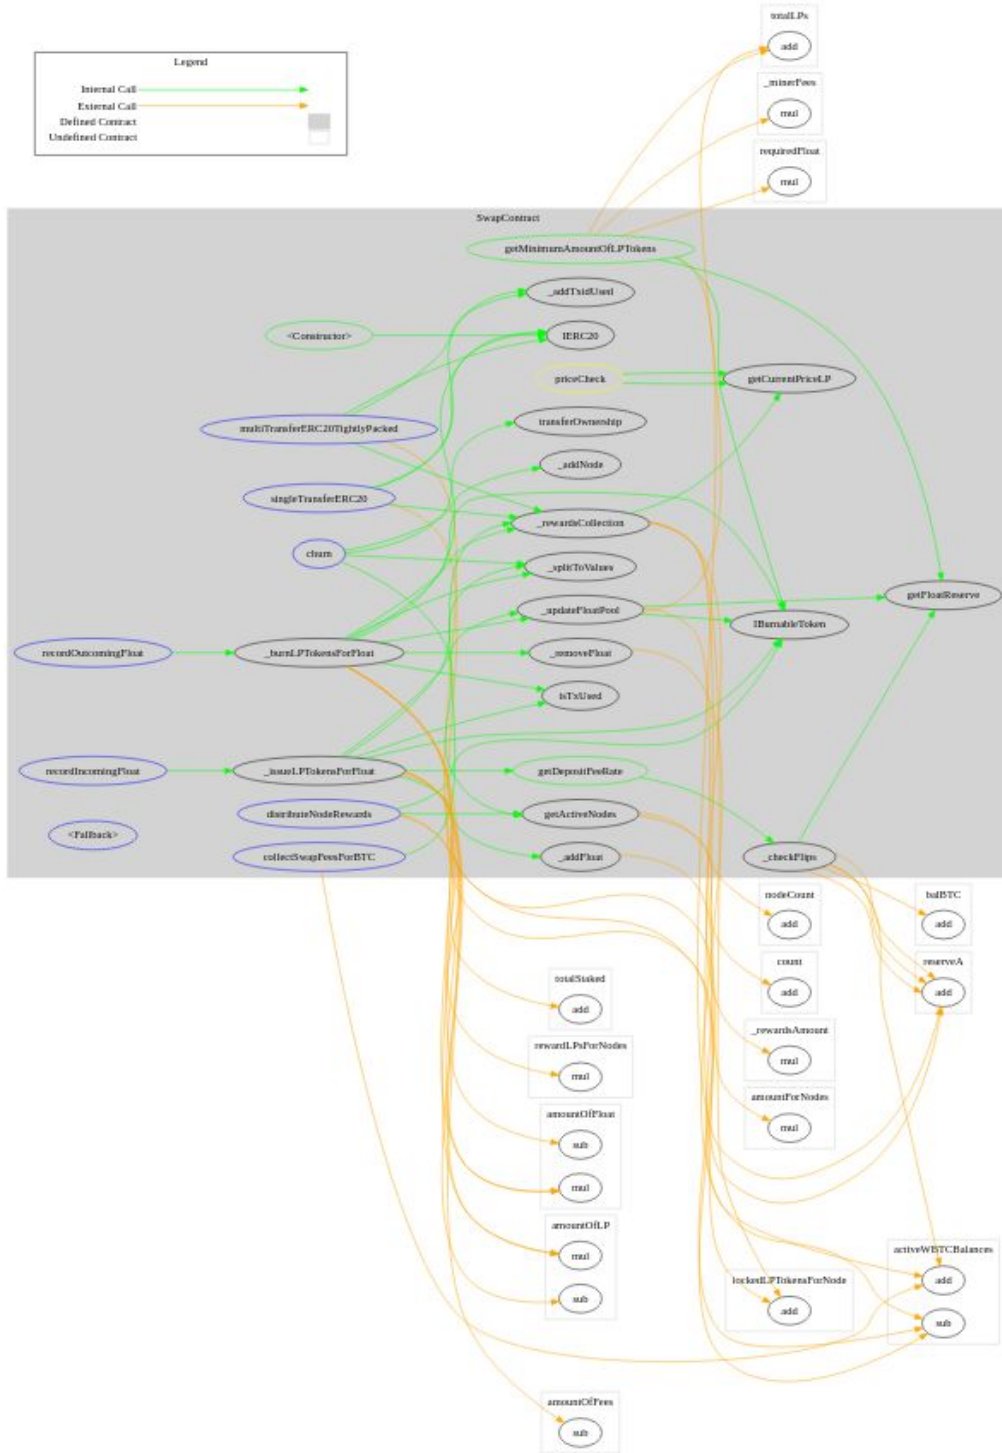 totalLPs
add
Legend
_minerFees
Internal Call
External Call
mul
Defined Contract
Undefined Contract
requiredFloat
mul
SwapContract
getMinimumAmountOfLPTokens
_addTxidUsed
<Constructor>
IERC20
priceCheck
getCurrentPriceLP
transferOwnership
multiTransferERC20TightlyPacked
_addNode
singleTransferERC20
_rewardsCollection
churn
_splitToValues
getFloatReserve
_updateFloatPool
IBurnableToken
recordOutcomingFloat
_burnLPTokensForFloat
_removeFloat
isTxUsed
recordIncomingFloat
_issueLPTokensForFloat
getDepositFeeRate
distributeNodeRewards
getActiveNodes
<Fallback>
collectSwapFeesForBTC
_addFloat
_checkFlips
nodeCount
balBTC
add
add
count
reserveA
totalStaked
add
add
add
_rewardsAmount
rewardLPsForNodes
mul
mul
amountForNodes
amountOfFloat
mul
sub
mul
amountOfLP
activeWBTCBalances
mul
lockedLPTokensForNode
add
sub
add
sub
amountOfFees
sub